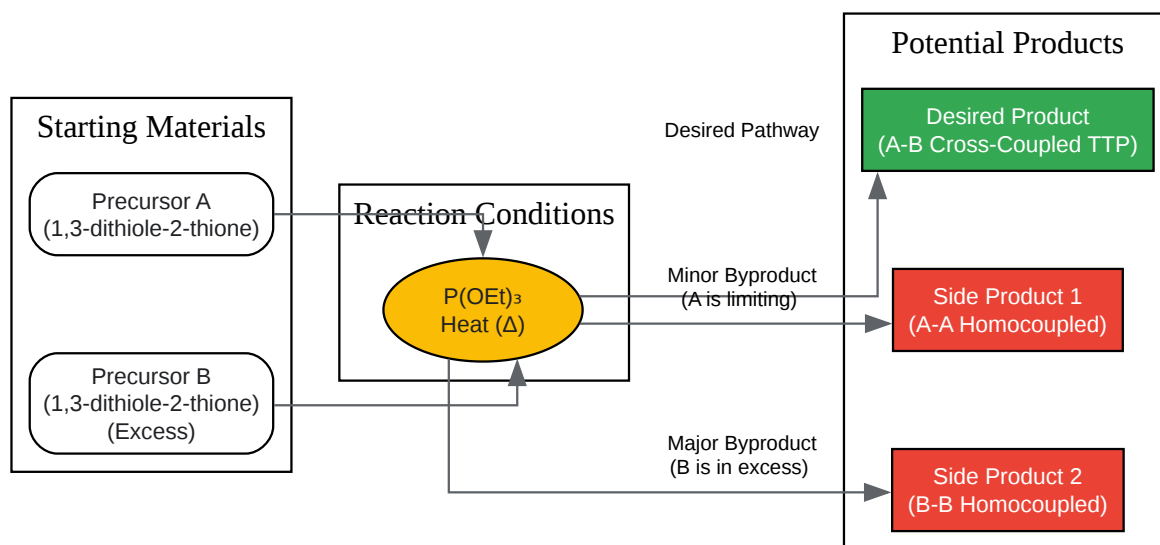 Starting Materials
Precursor A
(1,3-dithiole-2-thione)
Precursor B
(1,3-dithiole-2-thione)
(Excess)
Reaction Conditions
P(OEt)₃
Heat (Δ)
Desired Pathway
Minor Byproduct
(A is limiting)
Major Byproduct
(B is in excess)
Potential Products
Desired Product
(A-B Cross-Coupled TTP)
Side Product 1
(A-A Homocoupled)
Side Product 2
(B-B Homocoupled)